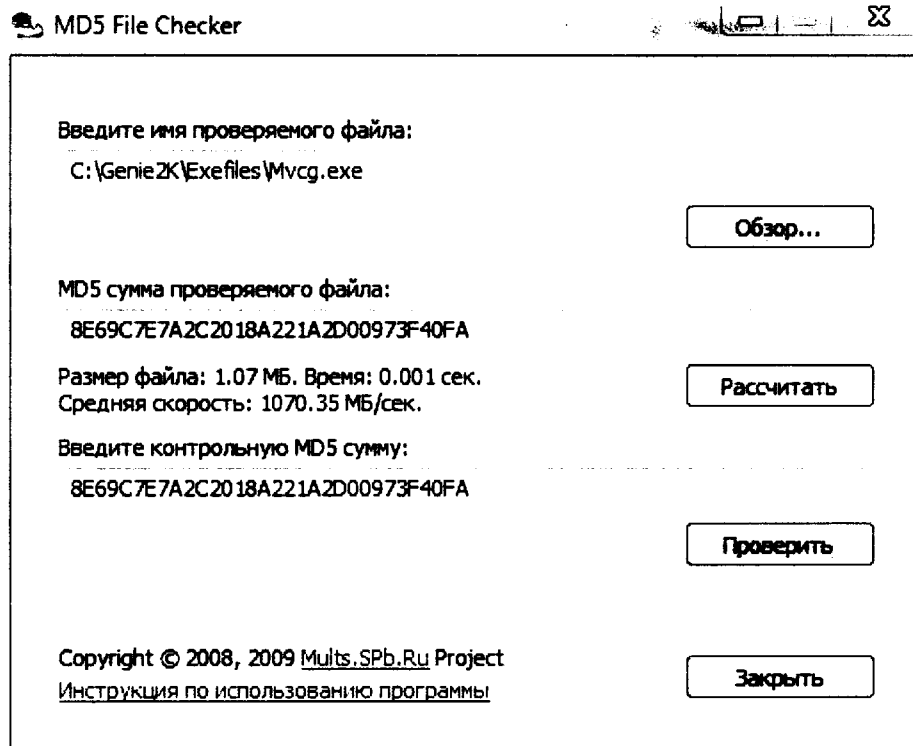 MD5 File Checker
Введите имя проверяемого файла:
C:\Genie2K\Exefiles\Mvcg.exe
Обзор...
MD5 сумма проверяемого файла:
8E69C7E7A2C2018A221A2D00973F40FA
Размер файла: 1.07 МБ. Время: 0.001 сек.
Средняя скорость: 1070.35 МБ/сек.
Рассчитать
Введите контрольную MD5 сумму:
8E69C7E7A2C2018A221A2D00973F40FA
Проверить
Copyright © 2008, 2009 Mults.SPb.Ru Project
Инструкция по использованию программы
Закрыть